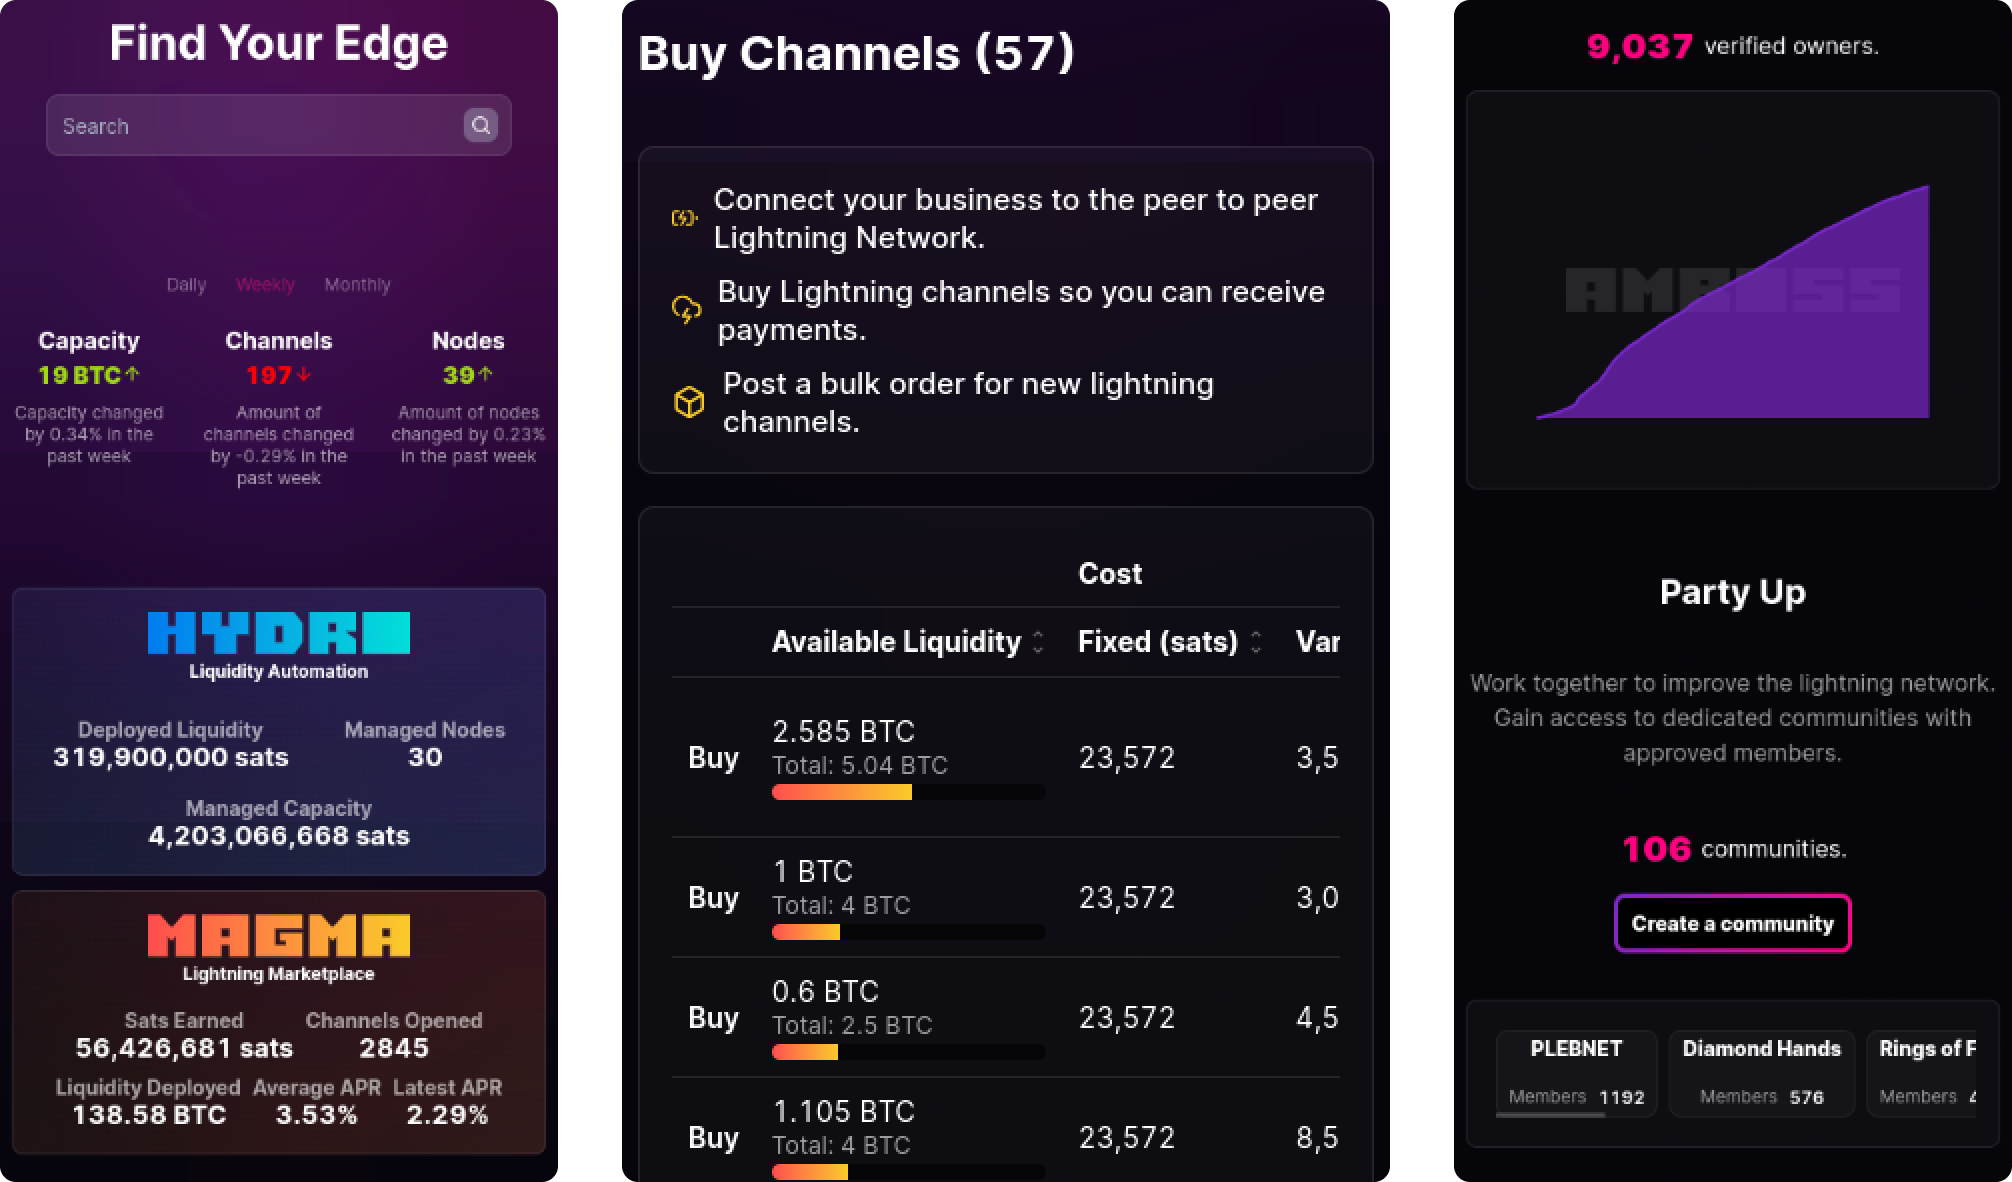 Find Your Edge
Search
Daily Weekly Monthly
Capacity Channels Nodes
19 BTC↑ 197↓ 39↑
Capacity changed
by 0.34% in the
past week
Amount of
channels changed
by -0.29% in the
past week
Amount of nodes
changed by 0.23%
in the past week
HYDRO
Liquidity Automation
Deployed Liquidity Managed Nodes
319,900,000 sats 30
Managed Capacity
4,203,066,668 sats
MAGMA
Lightning Marketplace
Sats Earned Channels Opened
56,426,681 sats 2845
Liquidity Deployed Average APR Latest APR
138.58 BTC 3.53% 2.29%
Buy Channels (57)
Connect your business to the peer to peer
Lightning Network.
Buy Lightning channels so you can receive
payments.
Post a bulk order for new lightning
channels.
Cost
Available Liquidity Fixed (sats) Var
2.585 BTC
Total: 5.04 BTC
Buy 23,572 3,5
1 BTC
Total: 4 BTC
Buy 23,572 3,0
0.6 BTC
Total: 2.5 BTC
Buy 23,572 4,5
1.105 BTC
Total: 4 BTC
Buy 23,572 8,5
9,037 verified owners.
AMBOSS
Party Up
Work together to improve the lightning network.
Gain access to dedicated communities with
approved members.
106 communities.
Create a community
PLEBNET Diamond Hands Rings of F
Members 1192 Members 576 Members